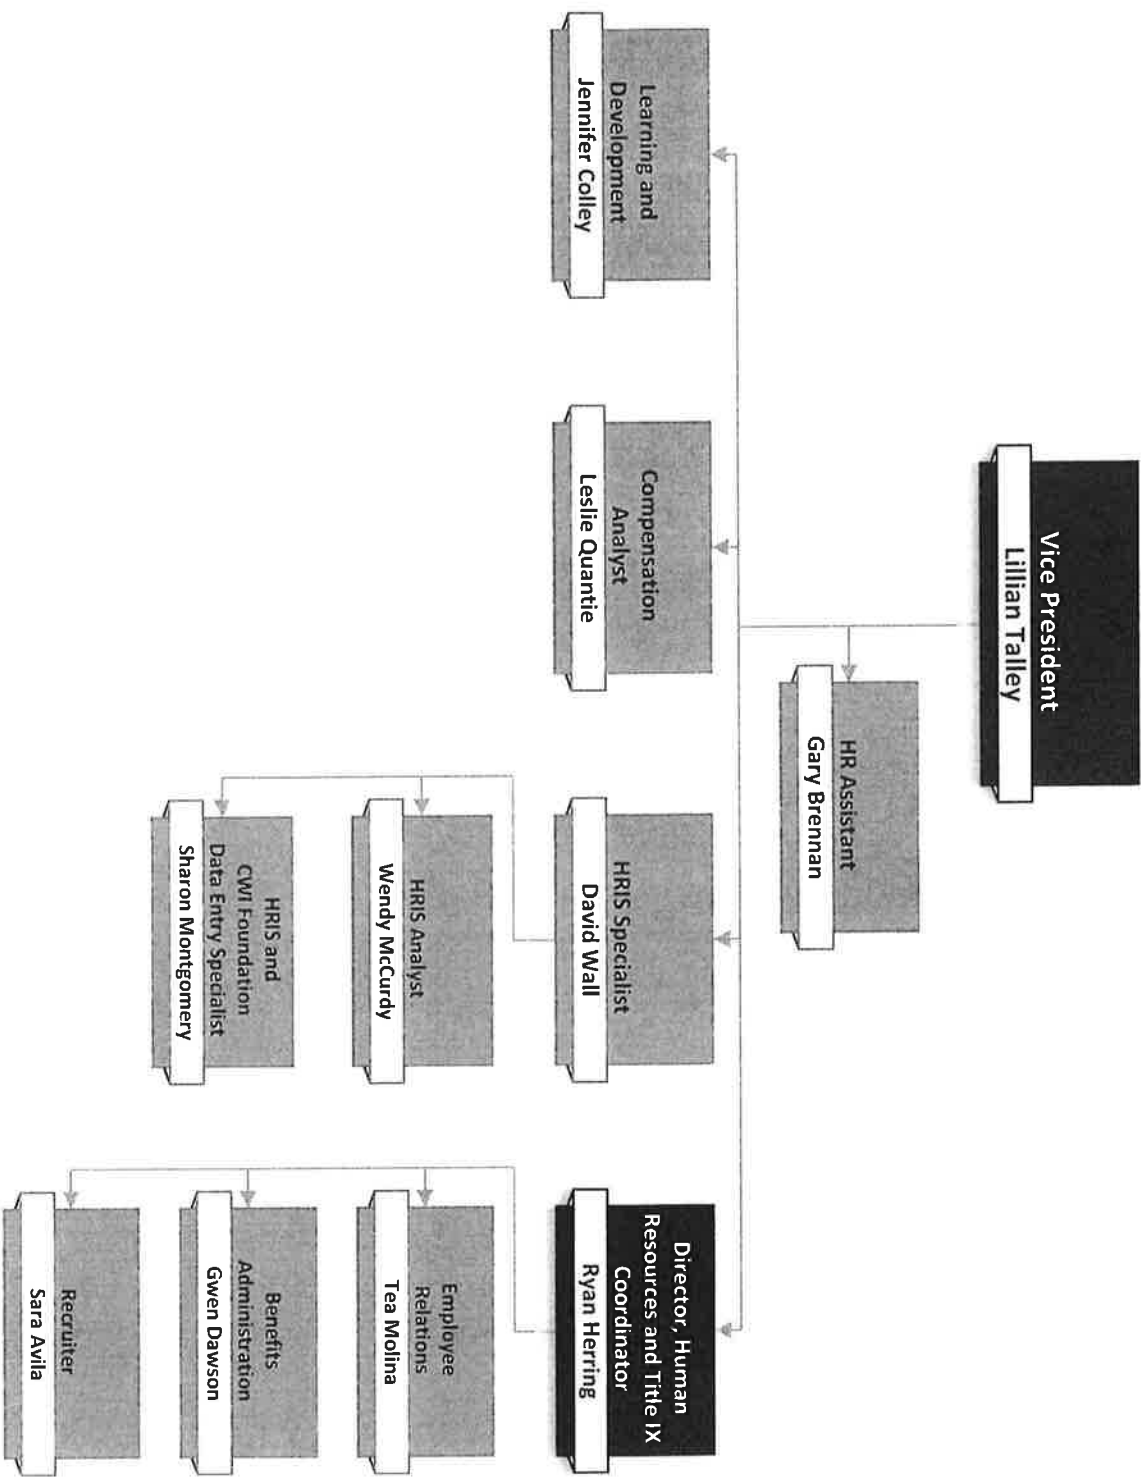 Vice President
Lillian Talley
HR Assistant
Gary Brennan
Learning and
Development
Jennifer Colley
Compensation
Analyst
Leslie Quantie
HRIS Specialist
David Wall
HRIS Analyst
Wendy McCurdy
HRIS and
CWI Foundation
Data Entry Specialist
Sharon Montgomery
Director, Human
Resources and Title IX
Coordinator
Ryan Herring
Employee
Relations
Tea Molina
Benefits
Administration
Gwen Dawson
Recruiter
Sara Avila